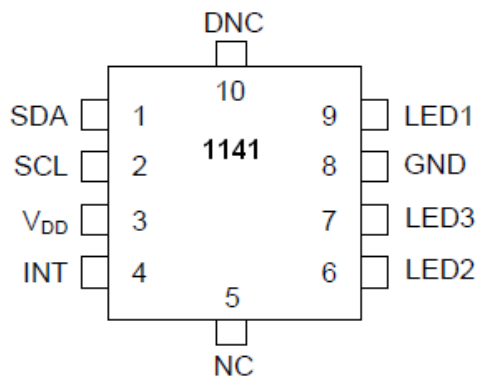 DNC
10
SDA 1 9 LED1
1141
SCL 2 8 GND
VDD 3 7 LED3
INT 4 6 LED2
5
NC